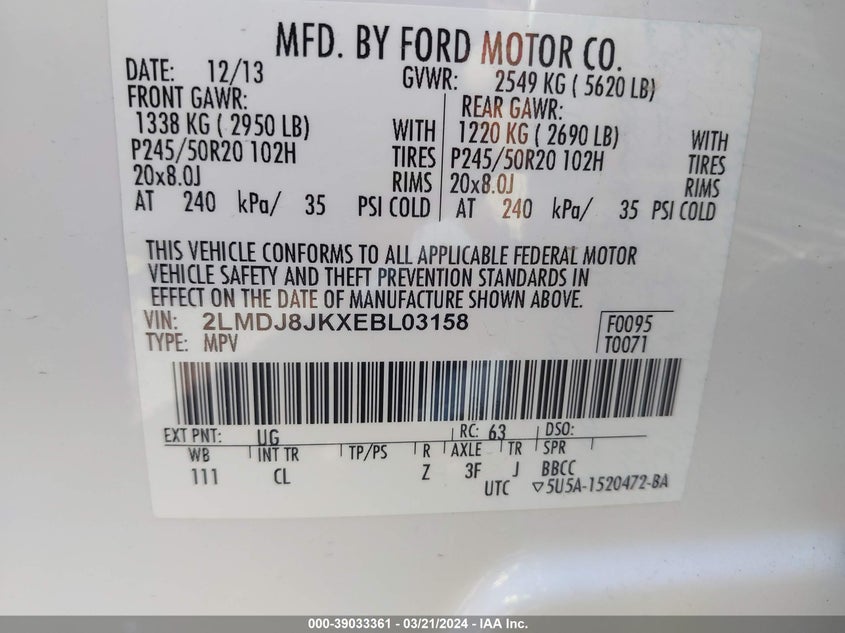 MFD. BY FORD MOTOR CO.
DATE: 12/13 GVWR: 2549 KG ( 5620 LB)
FRONT GAWR: REAR GAWR:
1338 KG ( 2950 LB) WITH 1220 KG ( 2690 LB) WITH
P245/50R20 102H TIRES P245/50R20 102H TIRES
20x8.0J RIMS 20x8.0J RIMS
AT 240 kPa/ 35 PSI COLD AT 240 kPa/ 35 PSI COLD
THIS VEHICLE CONFORMS TO ALL APPLICABLE FEDERAL MOTOR
VEHICLE SAFETY AND THEFT PREVENTION STANDARDS IN
EFFECT ON THE DATE OF MANUFACTURE SHOWN ABOVE.
VIN: 2LMDJ8JKXEBL03158 F0095
TYPE: MPV T0071
EXT PNT: UG RC: 63 DSO:
WB INT TR TP/PS R AXLE TR SPR
111 CL Z 3F J BBCC
UTC ▽5U5A-1520472-BA
000-39033361 - 03/21/2024 - IAA Inc.